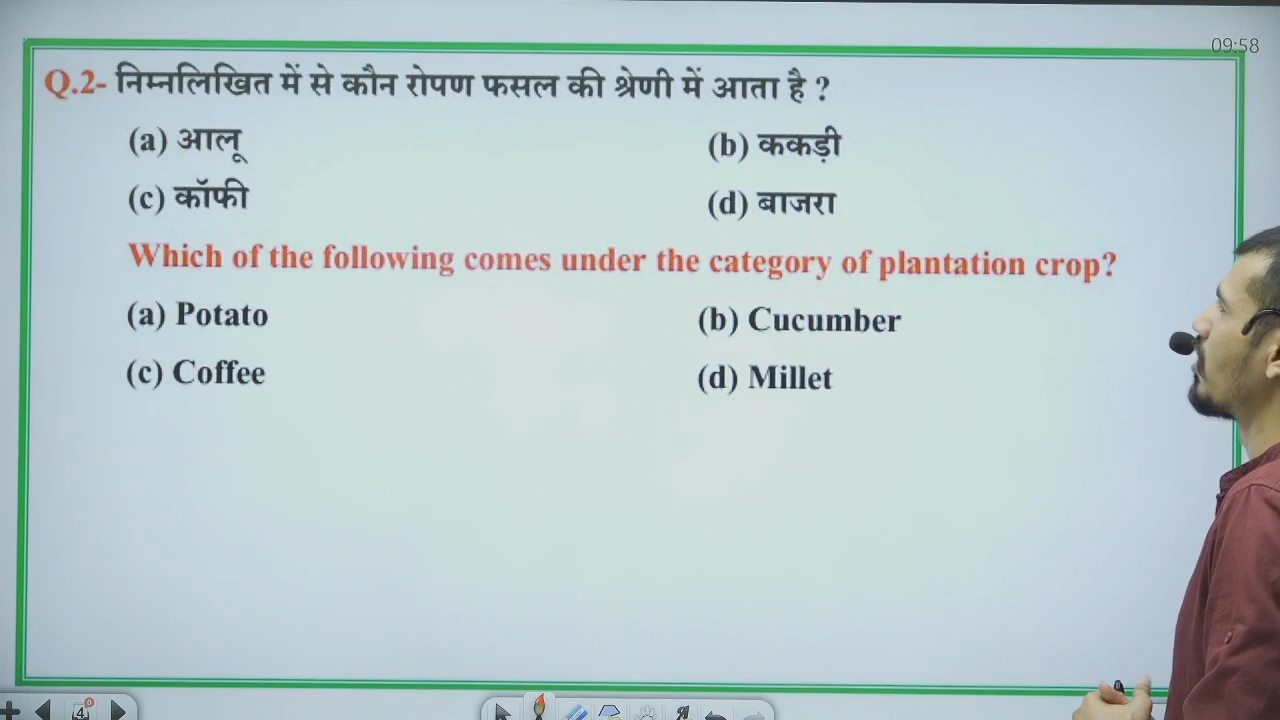 09:58
Q.2- निम्नलिखित में से कौन रोपण फसल की श्रेणी में आता है ?
(a) आलू (b) ककड़ी
(c) कॉफी (d) बाजरा
Which of the following comes under the category of plantation crop?
(a) Potato (b) Cucumber
(c) Coffee (d) Millet
4